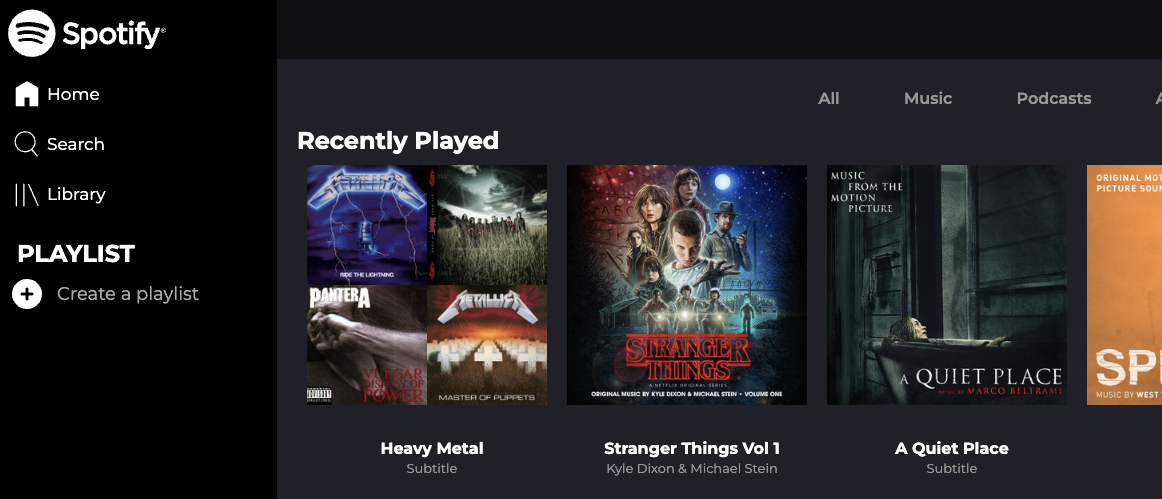 Spotify®
Home
Search
Library
PLAYLIST
Create a playlist
All
Music
Podcasts
Recently Played
METALLICA
RIDE THE LIGHTNING
PANTERA
VULGAR
DISPLAY OF
POWER
METALLICA
MASTER OF PUPPETS
STRANGER
THINGS
A NETFLIX ORIGINAL SERIES
ORIGINAL MUSIC BY KYLE DIXON & MICHAEL STEIN • VOLUME ONE
MUSIC
FROM THE
MOTION
PICTURE
A QUIET PLACE
MUSIC BY MARCO BELTRAMI
ORIGINAL MOT
PICTURE SOUN
SP
MUSIC BY WEST
Heavy Metal
Subtitle
Stranger Things Vol 1
Kyle Dixon & Michael Stein
A Quiet Place
Subtitle